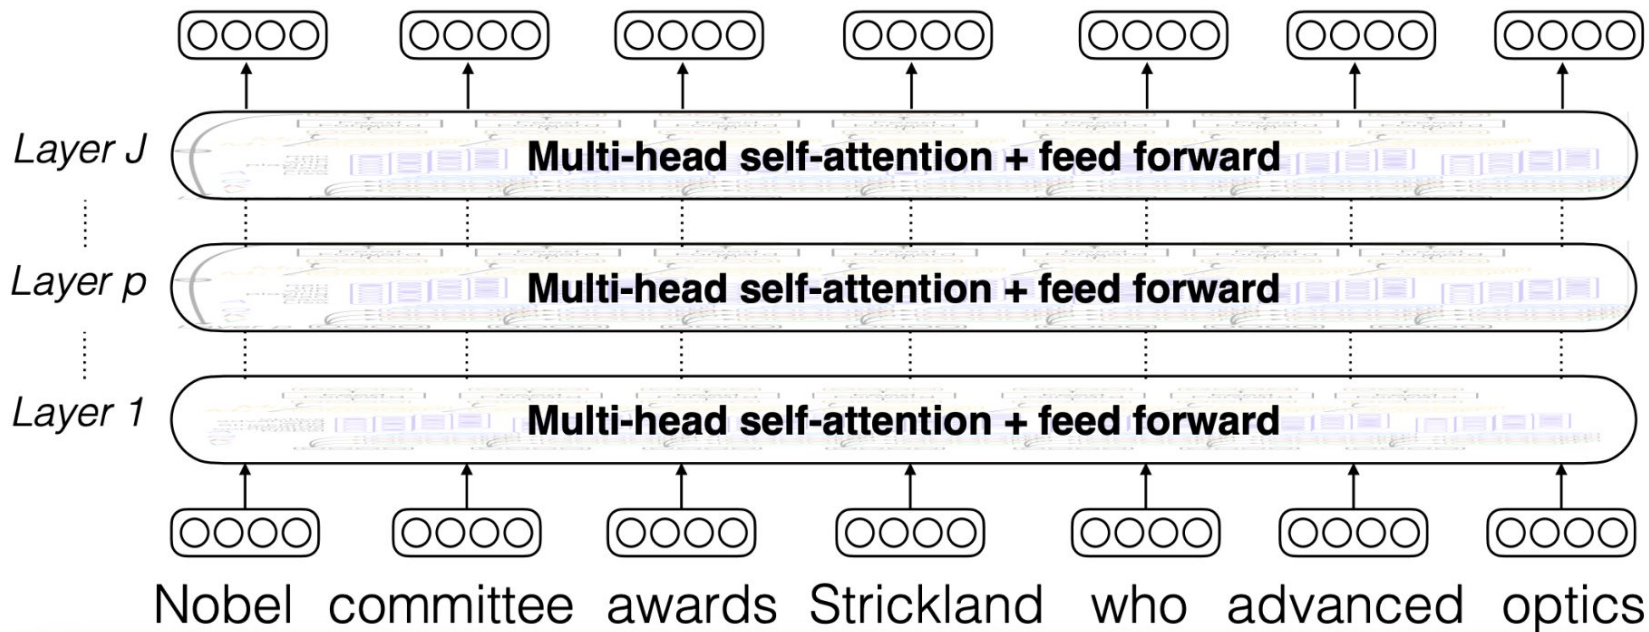 Layer J
Multi-head self-attention + feed forward
Layer p
Multi-head self-attention + feed forward
Layer 1
Multi-head self-attention + feed forward
Nobel committee awards Strickland who advanced optics